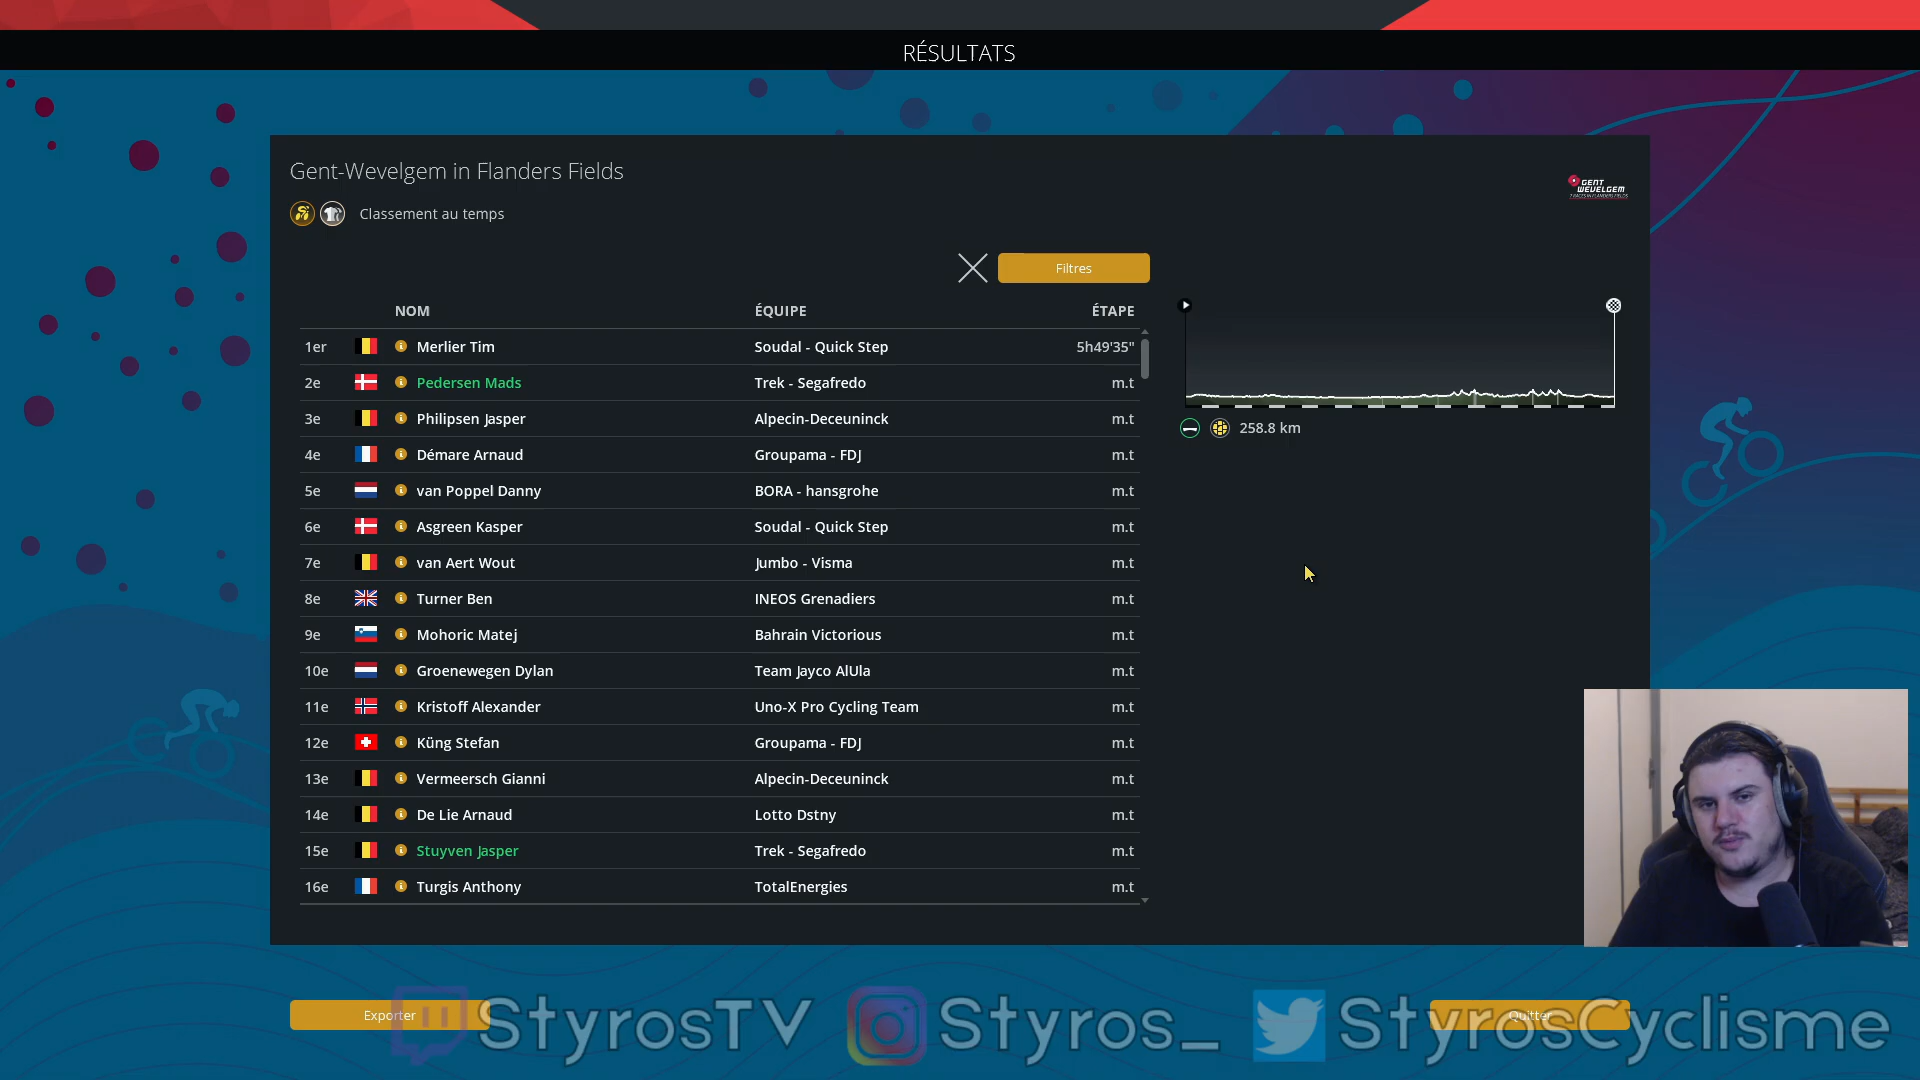 RÉSULTATS
Gent-Wevelgem in Flanders Fields
GENT
WEVELGEM
Classement au temps
Filtres
NOM ÉQUIPE ÉTAPE
1er Merlier Tim Soudal - Quick Step 5h49'35"
2e Pedersen Mads Trek - Segafredo m.t
3e Philipsen Jasper Alpecin-Deceuninck m.t
4e Démare Arnaud Groupama - FDJ m.t
5e van Poppel Danny BORA - hansgrohe m.t
6e Asgreen Kasper Soudal - Quick Step m.t
7e van Aert Wout Jumbo - Visma m.t
8e Turner Ben INEOS Grenadiers m.t
9e Mohoric Matej Bahrain Victorious m.t
10e Groenewegen Dylan Team Jayco AlUla m.t
11e Kristoff Alexander Uno-X Pro Cycling Team m.t
12e Küng Stefan Groupama - FDJ m.t
13e Vermeersch Gianni Alpecin-Deceuninck m.t
14e De Lie Arnaud Lotto Dstny m.t
15e Stuyven Jasper Trek - Segafredo m.t
16e Turgis Anthony TotalEnergies m.t
258.8 km
Exporter
Quitter
StyrosTV Styros_ StyrosCyclisme